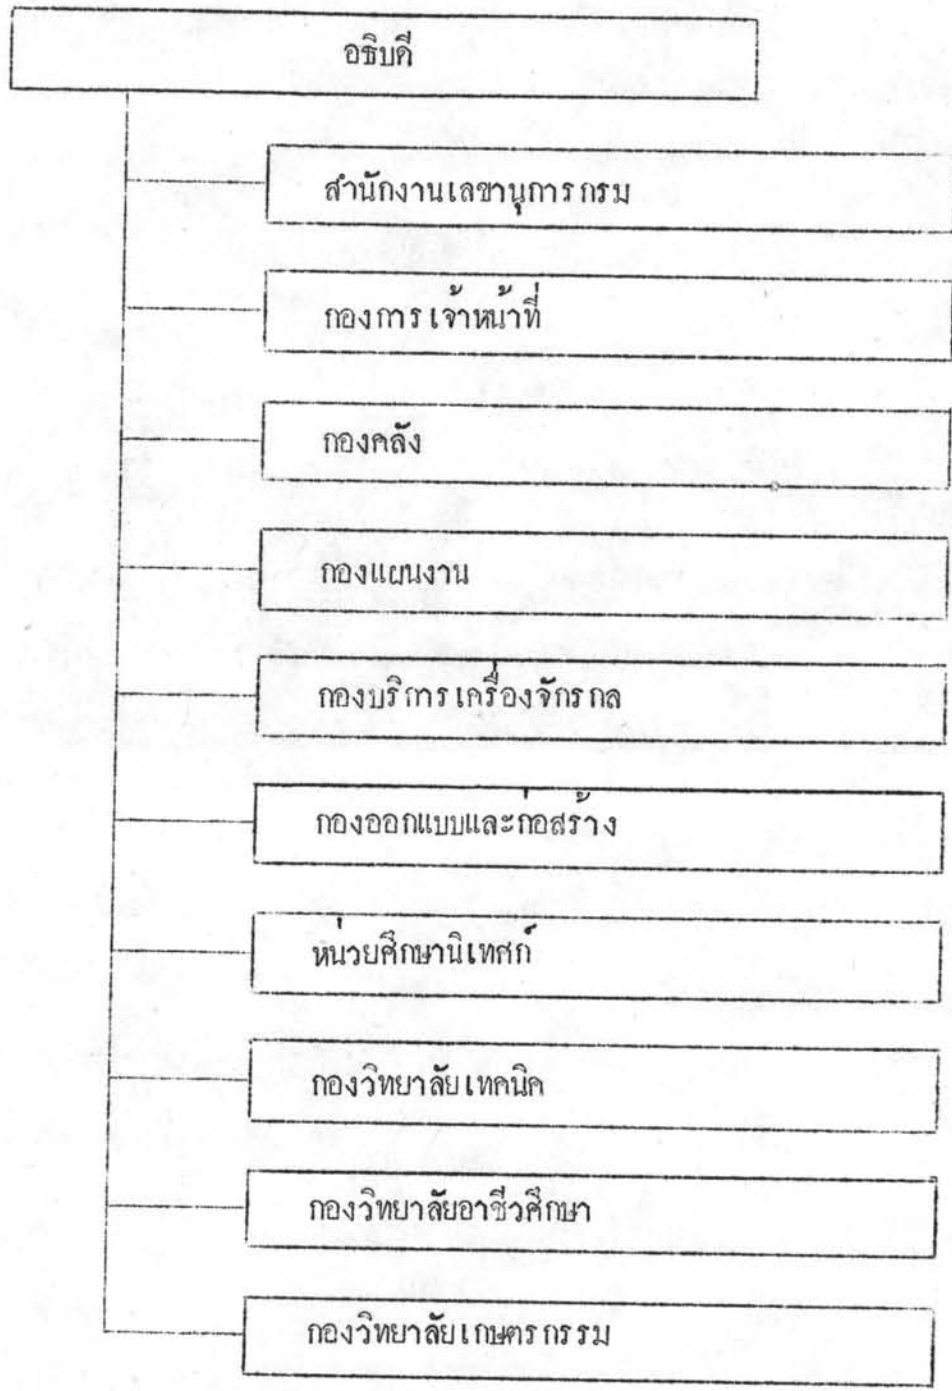 อธิบดี
สำนักงานเลขานุการกรม
กองการเจ้าหน้าที่
กองคลัง
กองแผนงาน
กองบริการเครื่องจักรกล
กองออกแบบและก่อสร้าง
หน่วยศึกษานิเทศก์
กองวิทยาลัยเทคนิค
กองวิทยาลัยอาชีวศึกษา
กองวิทยาลัยเกษตรกรรม